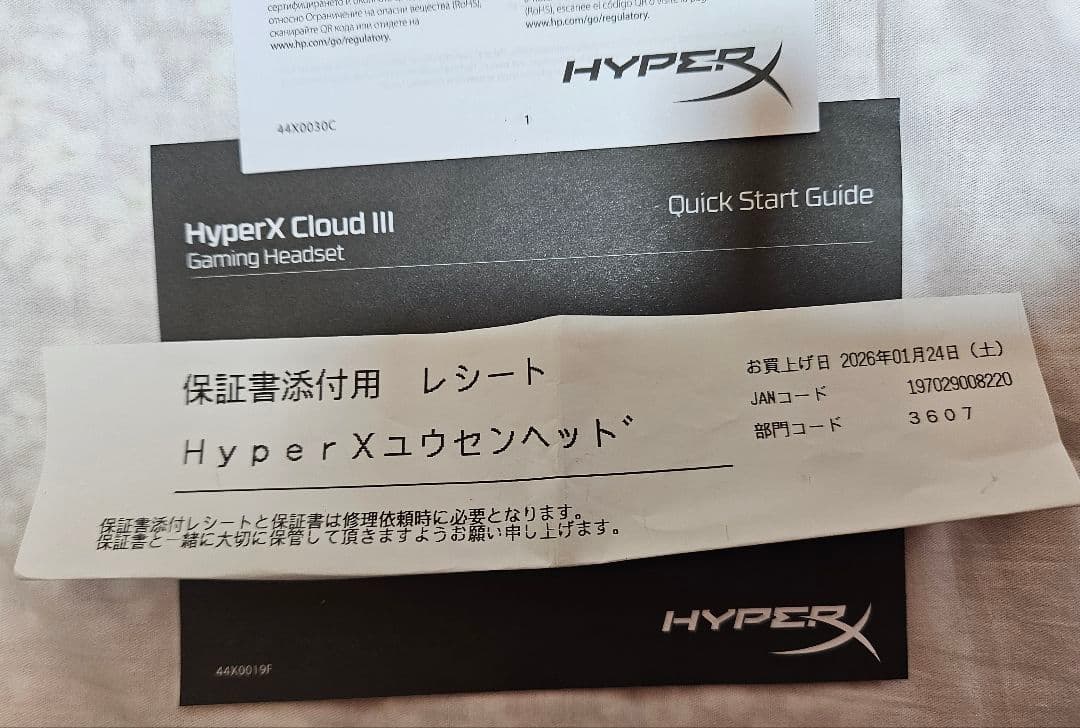 относно Ограничение на опасни вещества (RoHS),
сканирайте QR кода или отидете на
www.hp.com/go/regulatory.
(RoHS), escanee el código QR o visite la
www.hp.com/go/regulatory.
HYPERX
44X0030C
1
HyperX Cloud III
Gaming Headset
Quick Start Guide
保証書添付用 レシート
HyperXユウセンヘッド゛
お買上げ日 2026年01月24日(土)
JANコード 197029008220
部門コード 3607
保証書添付レシートと保証書は修理依頼時に必要となります。
保証書と一緒に大切に保管して頂きますようお願い申し上げます。
HYPERX
44X0019F